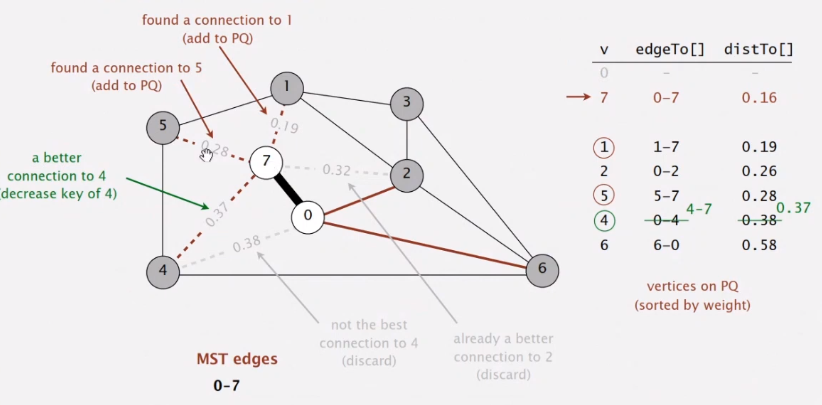 found a connection to 1
(add to PQ)
found a connection to 5
(add to PQ)
a better
connection to 4
(decrease key of 4)
1
3
5
0.19
0.28
7
0.32
2
0.37
0
0.38
4
6
not the best
connection to 4
(discard)
already a better
connection to 2
(discard)
MST edges
0-7
v edgeTo[] distTo[]
0 - -
7 0-7 0.16
1 1-7 0.19
2 0-2 0.26
5 5-7 0.28
4 0-4 4-7 0.38 0.37
6 6-0 0.58
vertices on PQ
(sorted by weight)